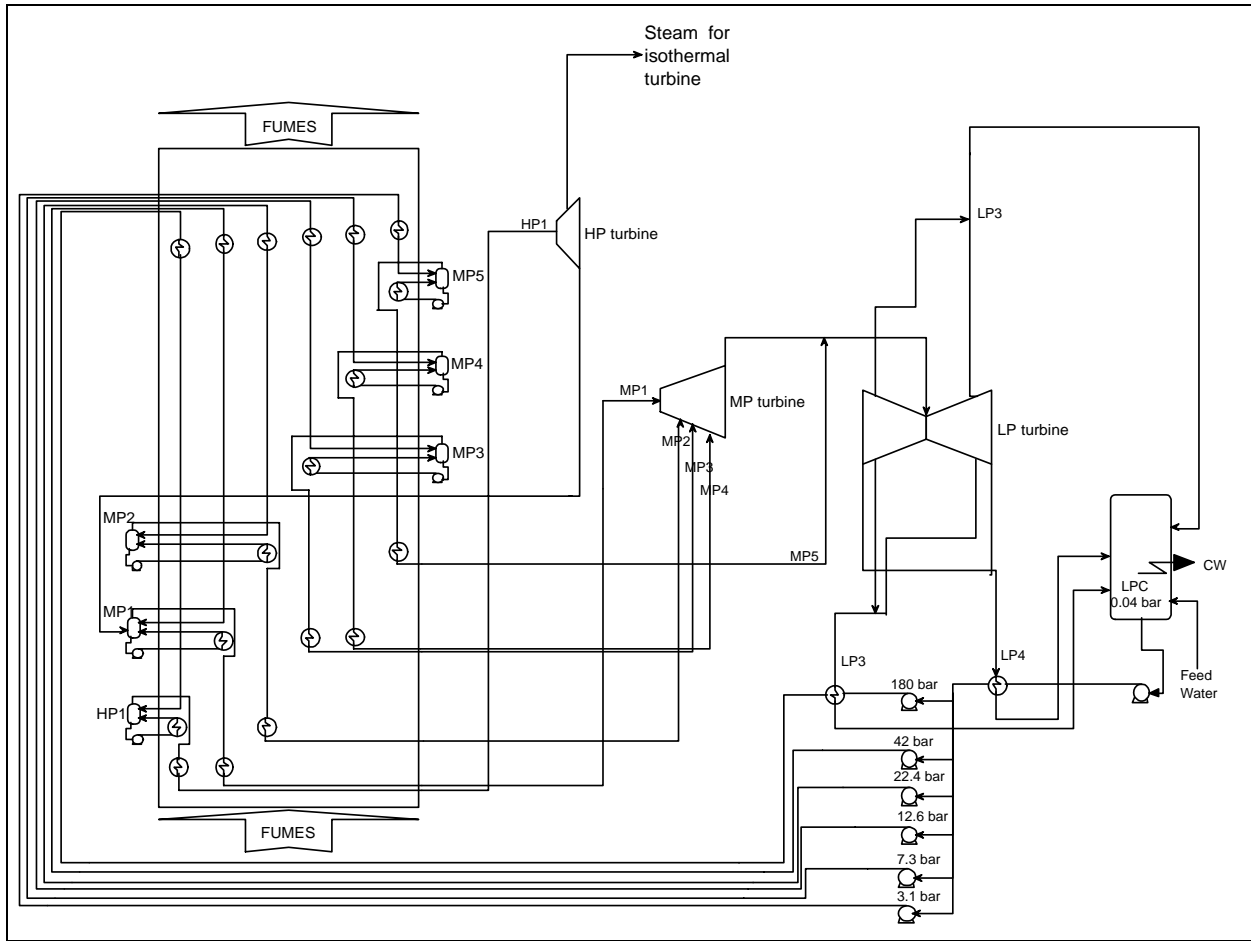 Steam for
isothermal
turbine
FUMES
LP3
HP1
HP turbine
MP5
MP4
MP1
MP turbine
LP turbine
MP2
MP3
MP3
MP4
MP2
MP5
CW
LPC
0.04 bar
MP1
LP3
LP4
Feed
Water
180 bar
HP1
42 bar
22.4 bar
FUMES
12.6 bar
7.3 bar
3.1 bar